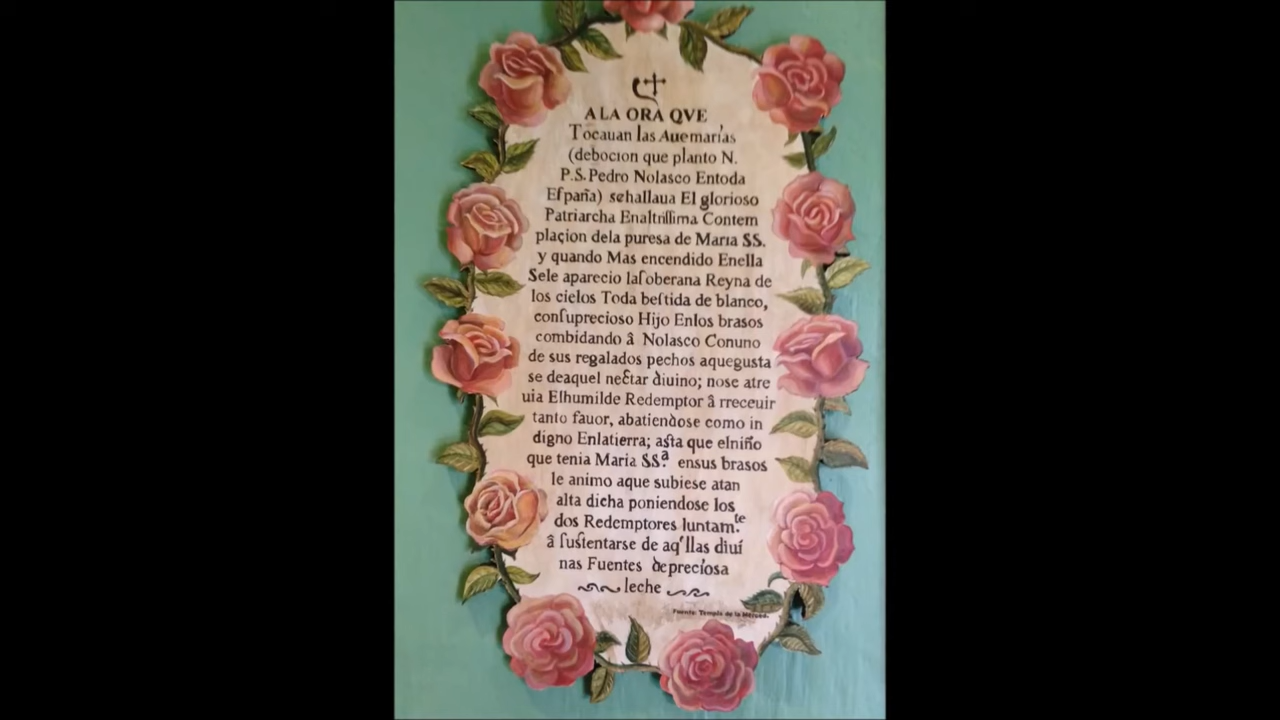 A LA ORA QVE
Tocauan las Auemarías
(debocion que planto N.
P.S. Pedro Nolasco Entoda
Eſpaña) sehallaua El glorioso
Patriarcha Enaltriſſima Contem
plaçion dela puresa de Maria SS.
y quando Mas encendido Enella
Sele aparecio laſoberana Reyna de
los cielos Toda beſtida de blanco,
conſuprecioso Hijo Enlos brasos
combidando â Nolasco Conuno
de sus regalados pechos aquegusta
se deaquel nectar diuino; nose atre
uia Elhumilde Redemptor â rreceuir
tanto fauor, abatiendose como in
digno Enlatierra; aſta que elniño
que tenia Maria SS.ª ensus brasos
le animo aque subiese atan
alta dicha poniendose los
dos Redemptores Iuntam.te
â ſuſtentarse de aq'llas diuí
nas Fuentes depreciosa
leche
Fuente: Templo de la Merced.